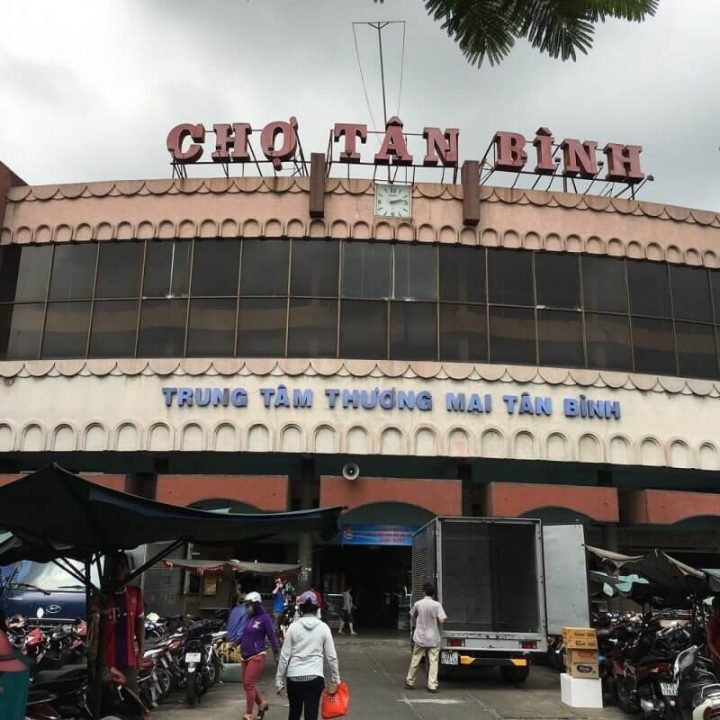 CHỢ TÂN BÌNH
TRUNG TÂM THƯƠNG MẠI TÂN BÌNH